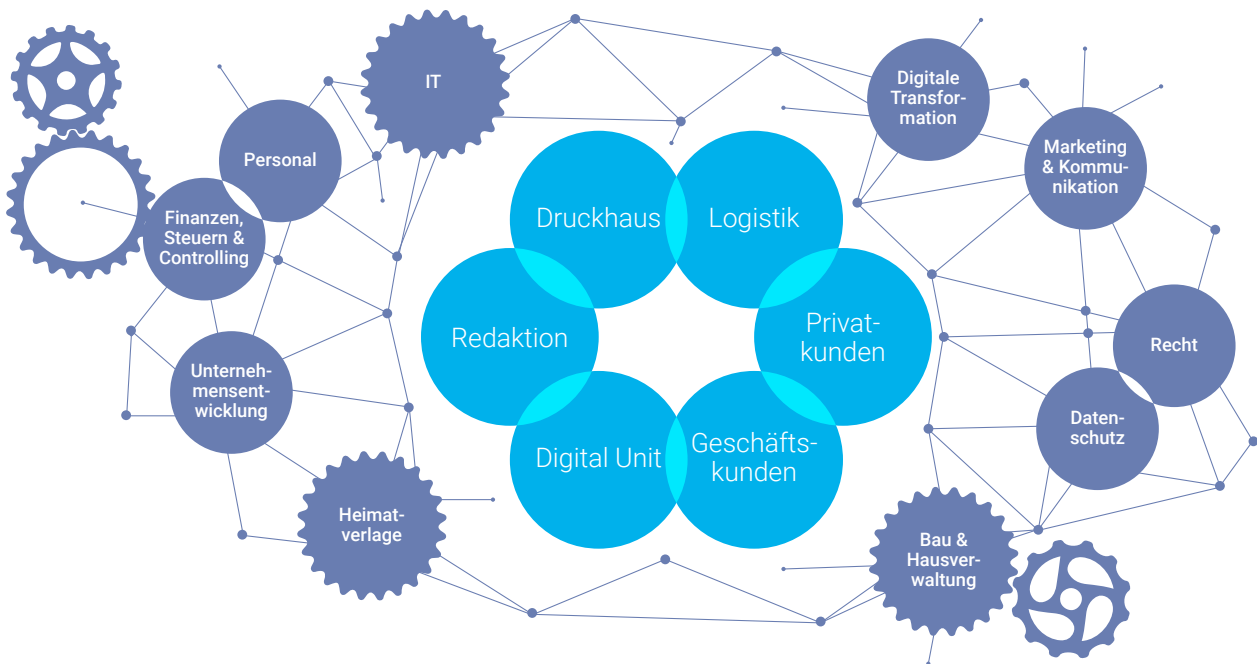 IT
Digitale
Transfor-
mation
Personal
Marketing
& Kommu-
nikation
Finanzen,
Steuern &
Controlling
Druckhaus
Logistik
Redaktion
Privat-
kunden
Recht
Unterneh-
mensent-
wicklung
Digital Unit
Geschäfts-
kunden
Daten-
schutz
Heimat-
verlage
Bau &
Hausver-
waltung